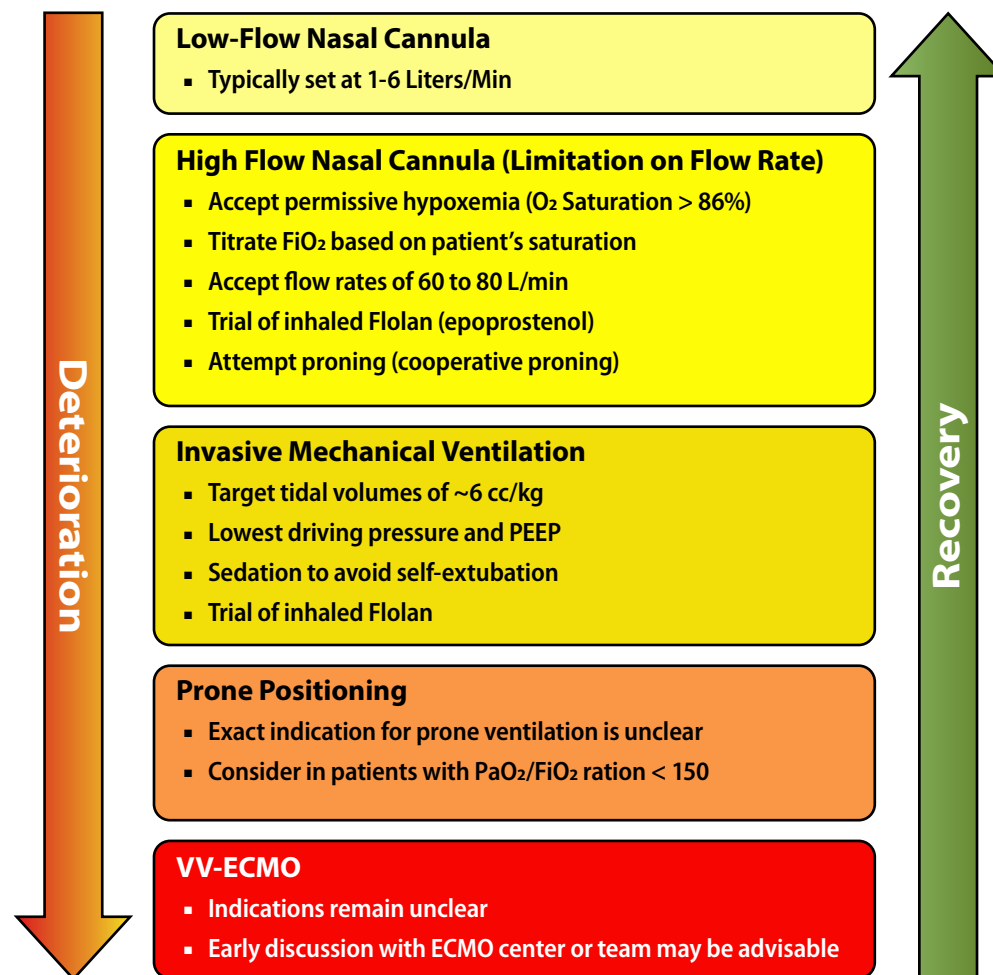 Low-Flow Nasal Cannula
▪ Typically set at 1-6 Liters/Min
High Flow Nasal Cannula (Limitation on Flow Rate)
▪ Accept permissive hypoxemia (O₂ Saturation > 86%)
▪ Titrate FiO₂ based on patient’s saturation
▪ Accept flow rates of 60 to 80 L/min
▪ Trial of inhaled Flolan (epoprostenol)
▪ Attempt proning (cooperative proning)
Invasive Mechanical Ventilation
▪ Target tidal volumes of ~6 cc/kg
▪ Lowest driving pressure and PEEP
▪ Sedation to avoid self-extubation
▪ Trial of inhaled Flolan
Prone Positioning
▪ Exact indication for prone ventilation is unclear
▪ Consider in patients with PaO₂/FiO₂ ration < 150
VV-ECMO
▪ Indications remain unclear
▪ Early discussion with ECMO center or team may be advisable
Deterioration
Recovery